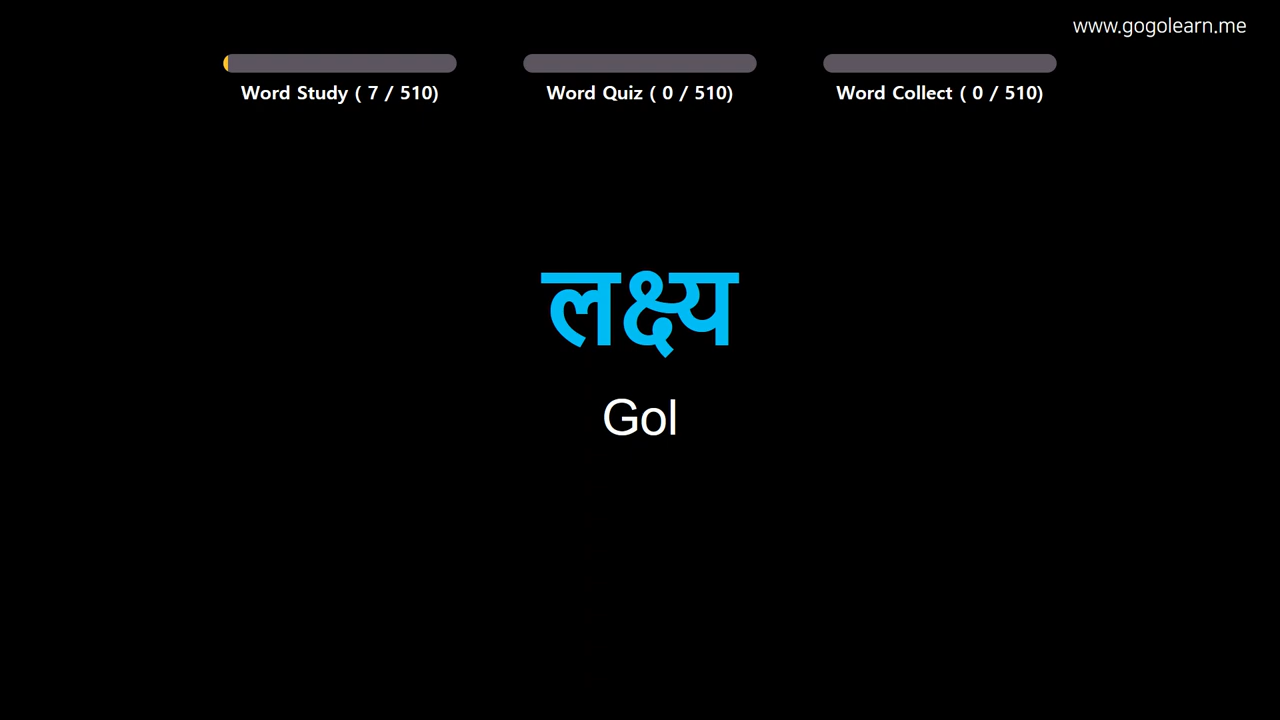 www.gogolearn.me
Word Study ( 7 / 510)
Word Quiz ( 0 / 510)
Word Collect ( 0 / 510)
लक्ष्य
Gol